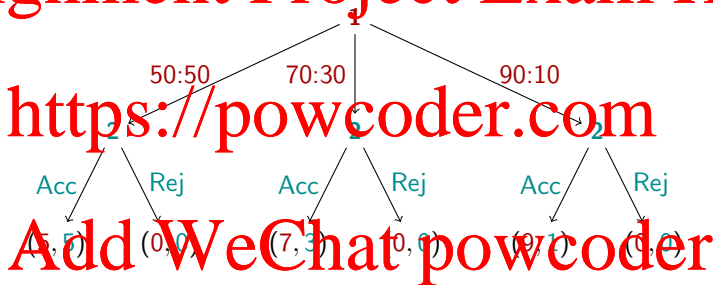 Assignment Project Exam H
1
50:50 70:30 90:10
https://powcoder.com
2 2 2
Acc Rej Acc Rej Acc Rej
(5, 5) (0, 0) (7, 3) (0, 0) (9, 1) (0, 0)
Add WeChat powcoder